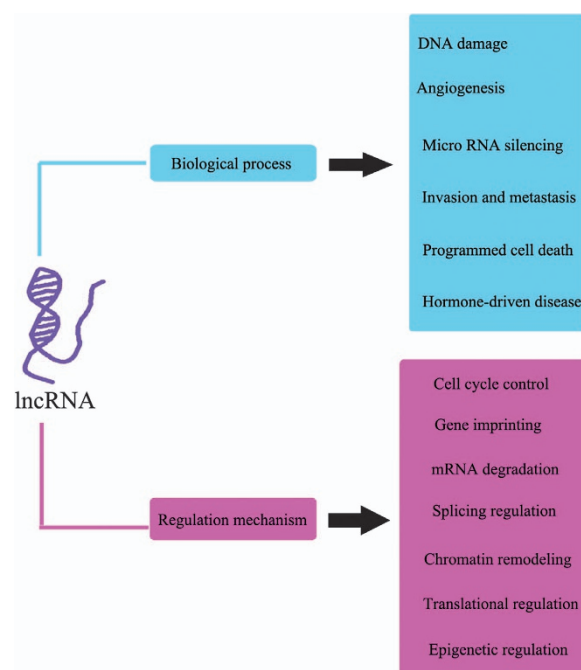 DNA damage
Angiogenesis
Micro RNA silencing
Biological process
Invasion and metastasis
Programmed cell death
Hormone-driven disease
lncRNA
Cell cycle control
Gene imprinting
mRNA degradation
Splicing regulation
Regulation mechanism
Chromatin remodeling
Translational regulation
Epigenetic regulation